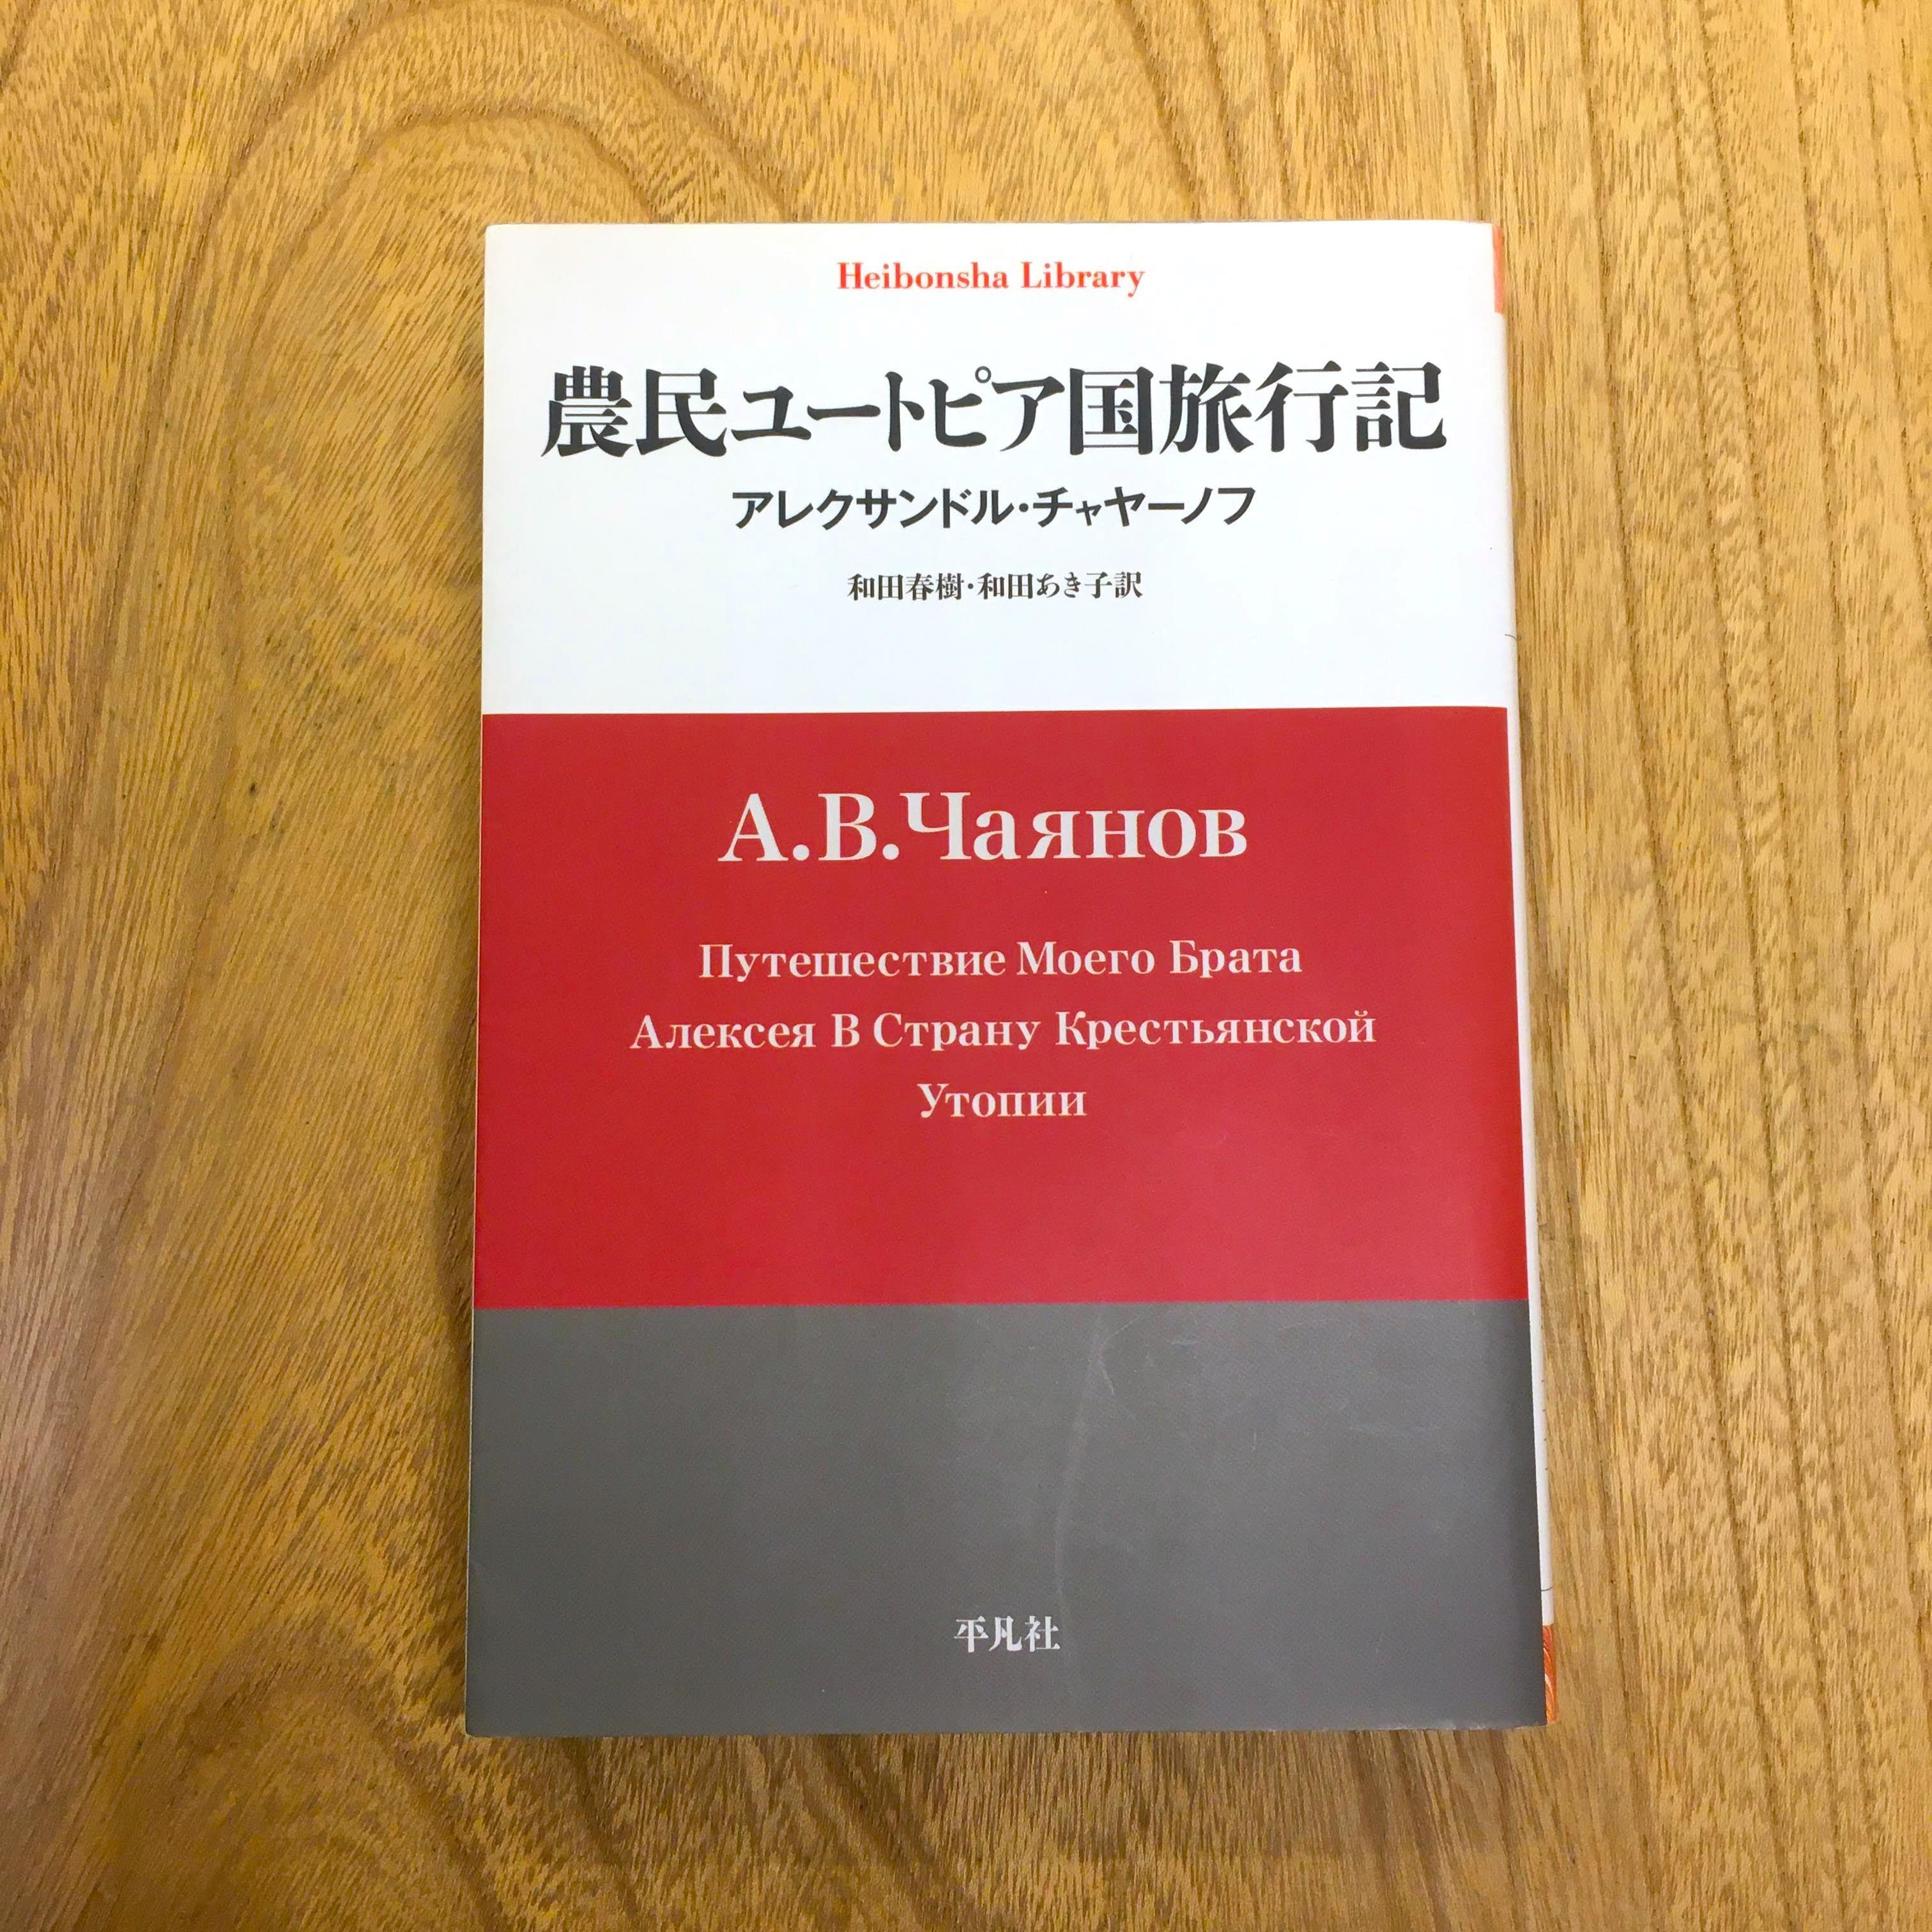 Heibonsha Library
農民ユートピア国旅行記
アレクサンドル・チャヤーノフ
和田春樹・和田あき子訳
А.В.Чаянов
Путешествие Моего Брата
Алексея В Страну Крестьянской
Утопии
平凡社